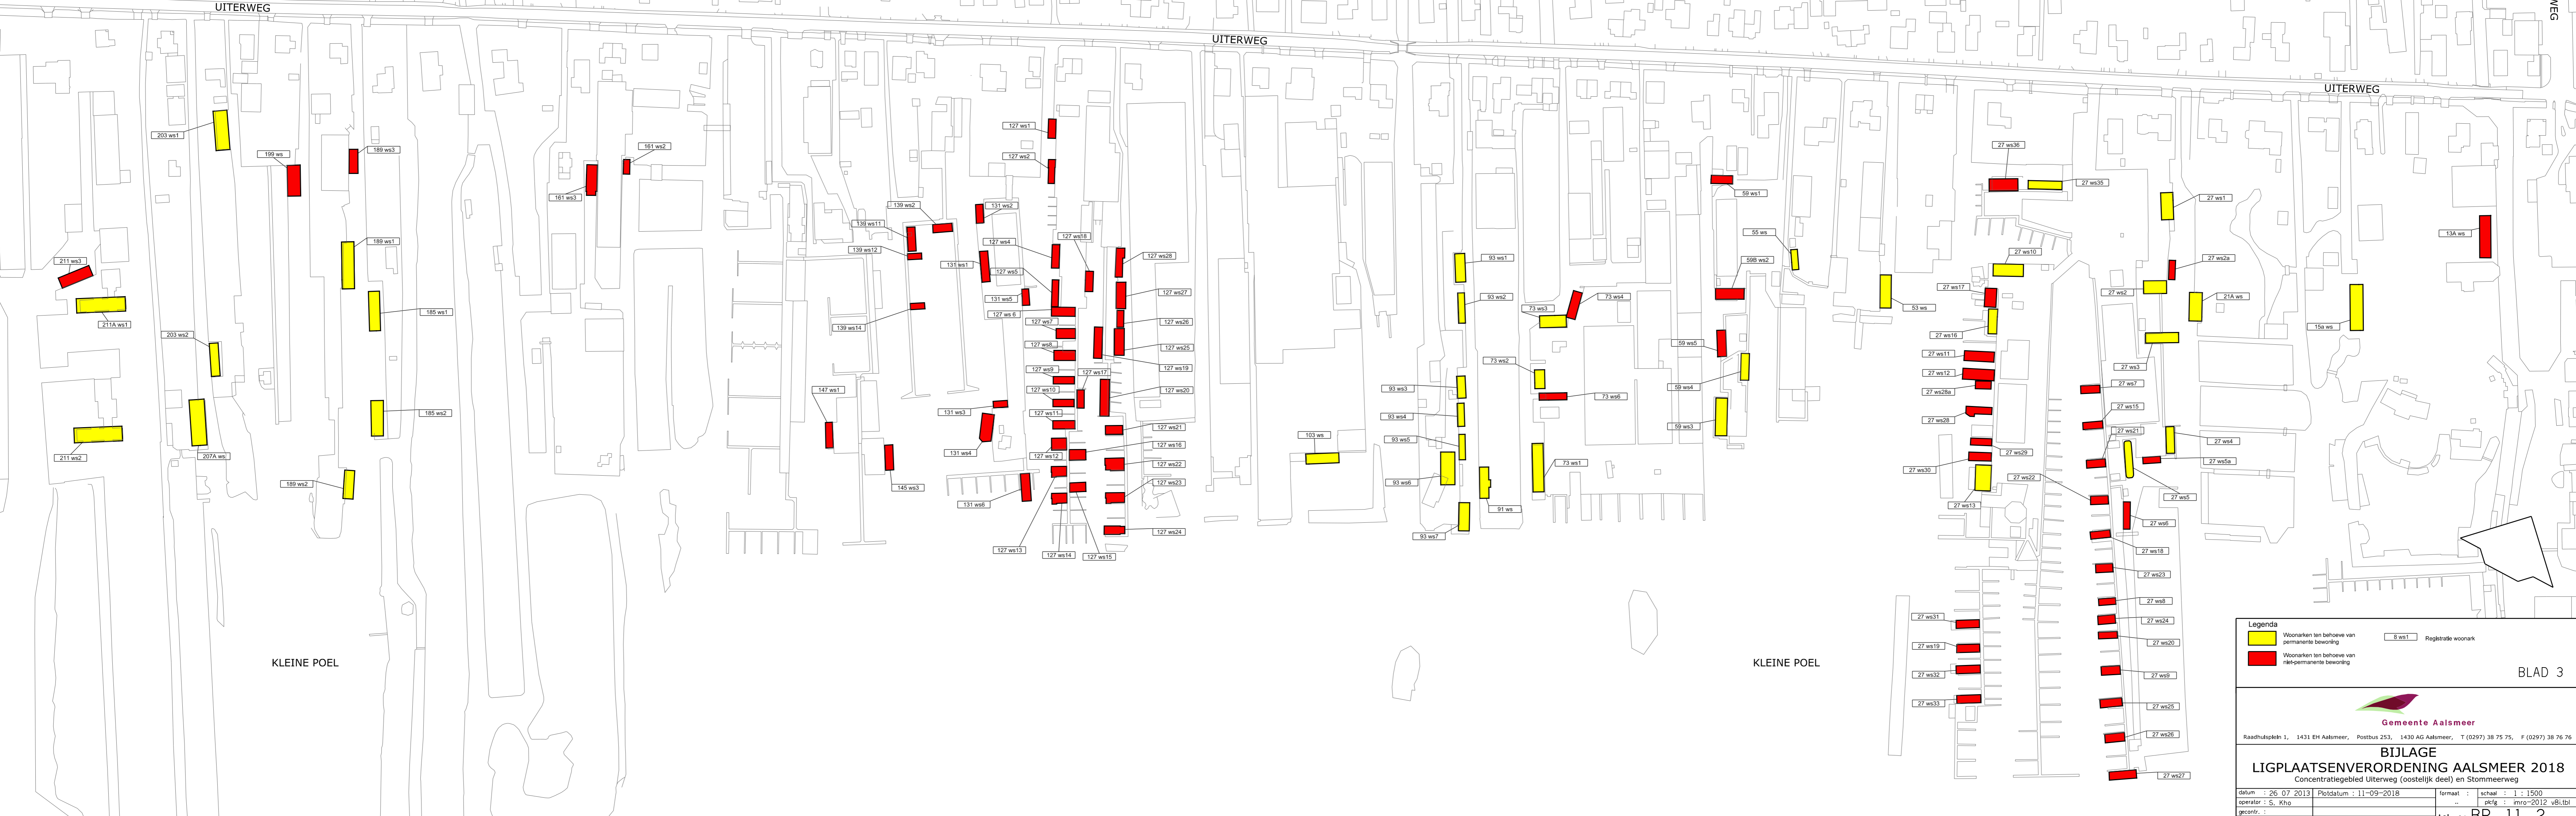 UITERWEG
UITERWEG
UITERWEG
WEG
203 ws1
199 ws
189 ws3
161 ws2
161 ws3
211 ws3
211A ws1
189 ws1
185 ws1
203 ws2
185 ws2
207A ws
211 ws2
189 ws2
127 ws1
127 ws2
139 ws2
131 ws2
139 ws11
139 ws12
127 ws4
127 ws18
127 ws28
131 ws1
127 ws5
131 ws5
127 ws27
127 ws 6
139 ws14
127 ws7
127 ws26
127 ws8
127 ws25
127 ws9
127 ws17
127 ws19
147 ws1
127 ws10
127 ws20
131 ws3
127 ws11
127 ws21
131 ws4
127 ws12
127 ws16
127 ws22
145 ws3
127 ws23
131 ws6
127 ws24
127 ws13
127 ws14
127 ws15
103 ws
93 ws1
93 ws2
73 ws3
73 ws4
73 ws2
93 ws3
73 ws6
93 ws4
93 ws5
73 ws1
93 ws6
91 ws
93 ws7
59 ws1
55 ws
59B ws2
53 ws
59 ws5
59 ws4
59 ws3
27 ws36
27 ws35
27 ws1
13A ws
27 ws10
27 ws2a
27 ws17
27 ws2
21A ws
27 ws16
15e ws
27 ws11
27 ws3
27 ws12
27 ws7
27 ws28a
27 ws15
27 ws28
27 ws21
27 ws4
27 ws29
27 ws5a
27 ws30
27 ws22
27 ws5
27 ws13
27 ws6
27 ws18
27 ws23
27 ws8
27 ws31
27 ws24
27 ws20
27 ws19
27 ws32
27 ws9
27 ws33
27 ws25
27 ws26
27 ws27
KLEINE POEL
KLEINE POEL
Legenda
Woonarken ten behoeve van
permanente bewoning
8 ws1
Registratie woonark
Woonarken ten behoeve van
niet-permanente bewoning
BLAD 3
Gemeente Aalsmeer
Raadhuisplein 1, 1431 EH Aalsmeer, Postbus 253, 1430 AG Aalsmeer, T (0297) 38 75 75, F (0297) 38 76 76
BIJLAGE
LIGPLAATSENVERORDENING AALSMEER 2018
Concentratiegebied Uiterweg (oostelijk deel) en Stommeerweg
datum : 26 07 2013 Plotdatum : 11-09-2018 formaat : schaal : 1 : 1500
operator : S. Kho plcfg : imro-2012 v8i.tbl
gecontr. :